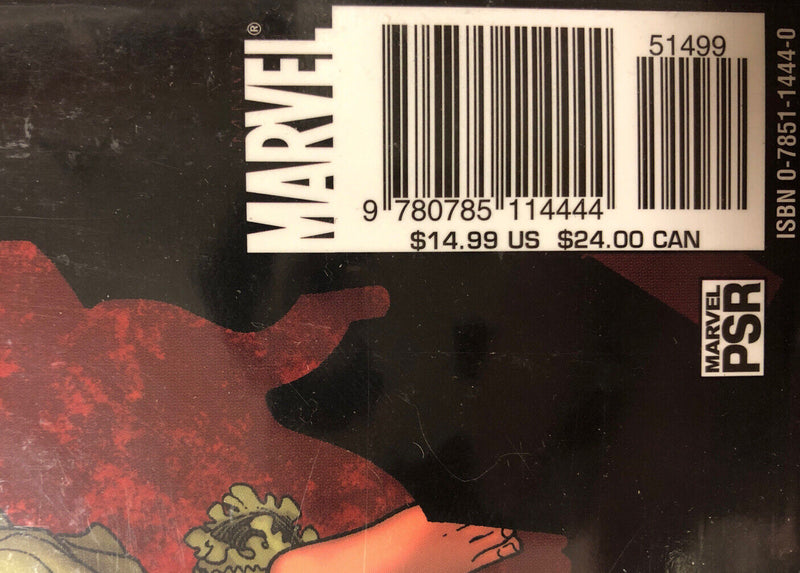 MARVEL®
51499
9 780785 114444
$14.99 US $24.00 CAN
ISBN 0-7851-1444-0
MARVEL
PSR